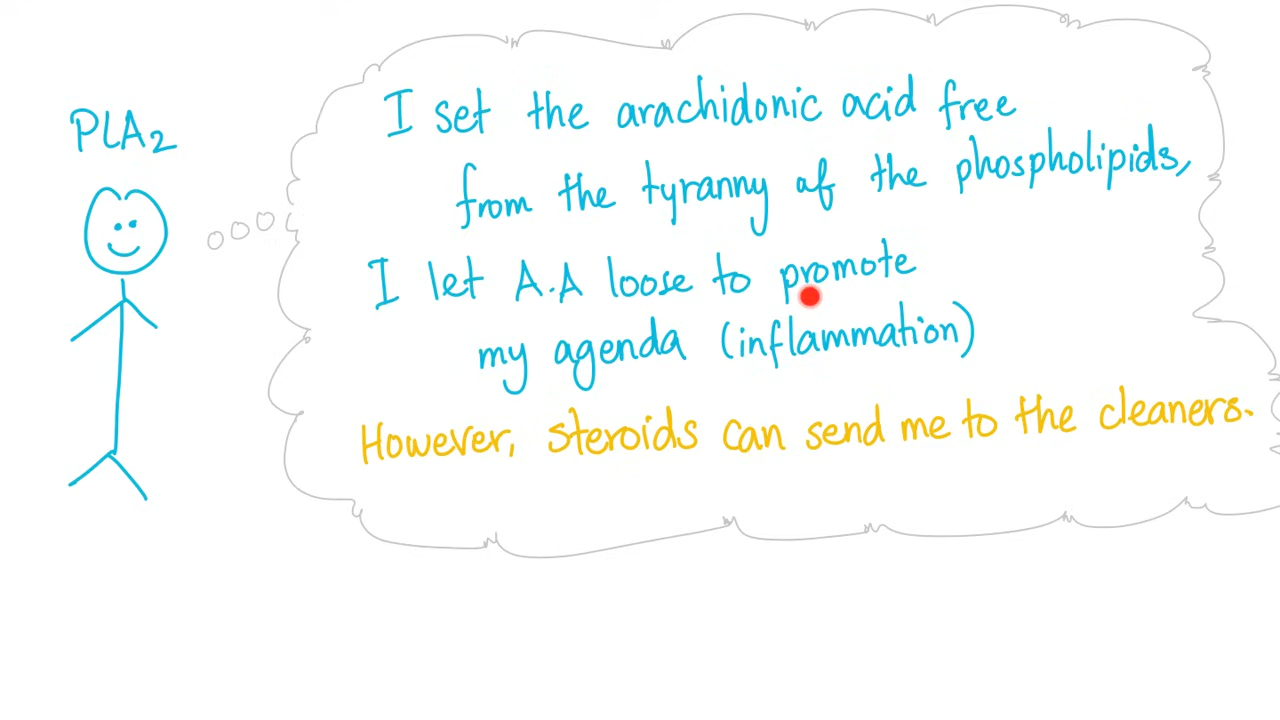 PLA2
I set the arachidonic acid free
from the tyranny of the phospholipids,
I let A.A loose to promote
my agenda (inflammation)
However, steroids can send me to the cleaners.